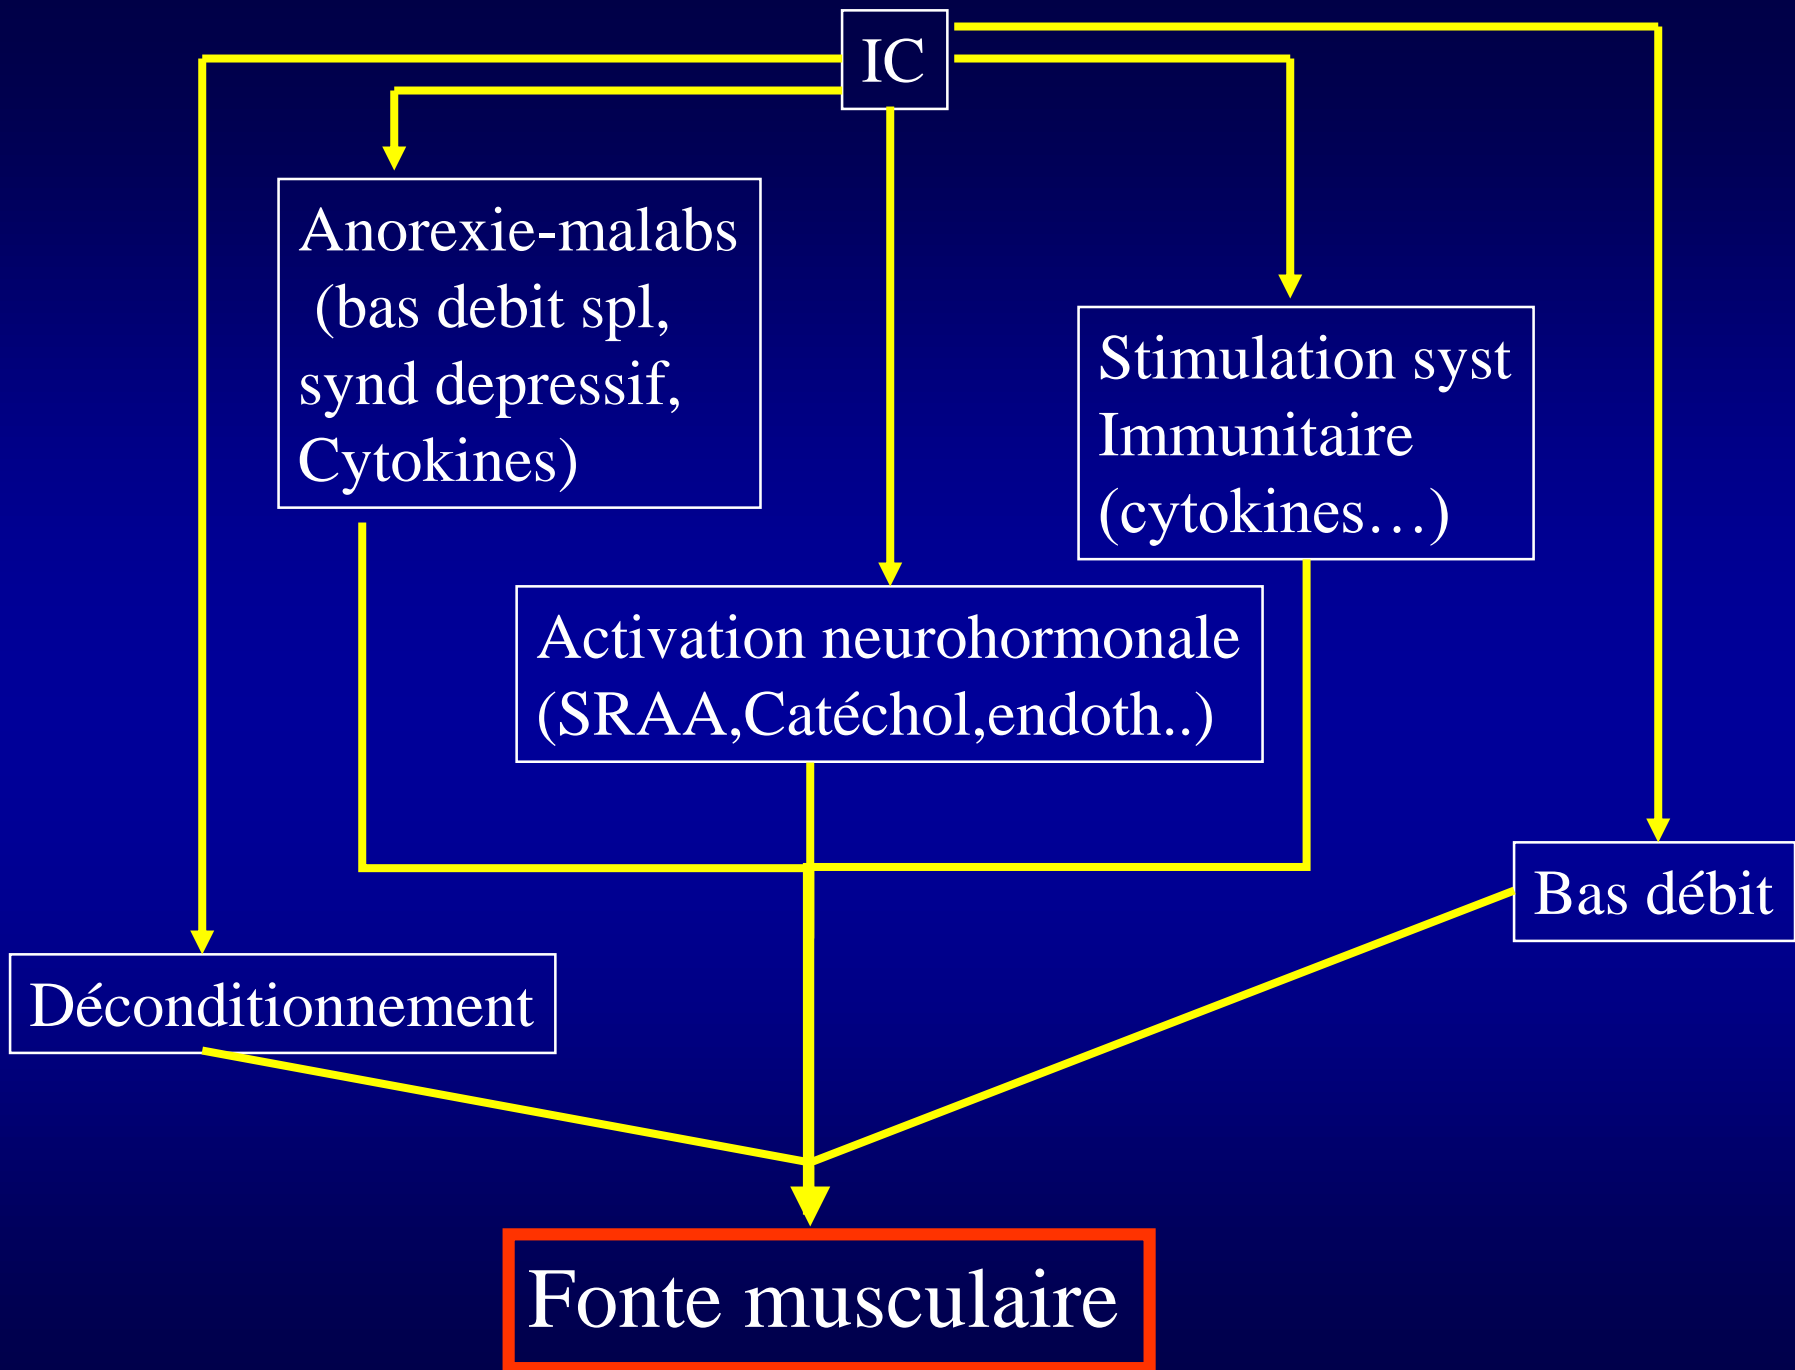 IC
Anorexie-malabs
(bas debit spl,
synd depressif,
Cytokines)
Stimulation syst
Immunitaire
(cytokines…)
Activation neurohormonale
(SRAA,Catéchol,endoth..)
Bas débit
Déconditionnement
Fonte musculaire